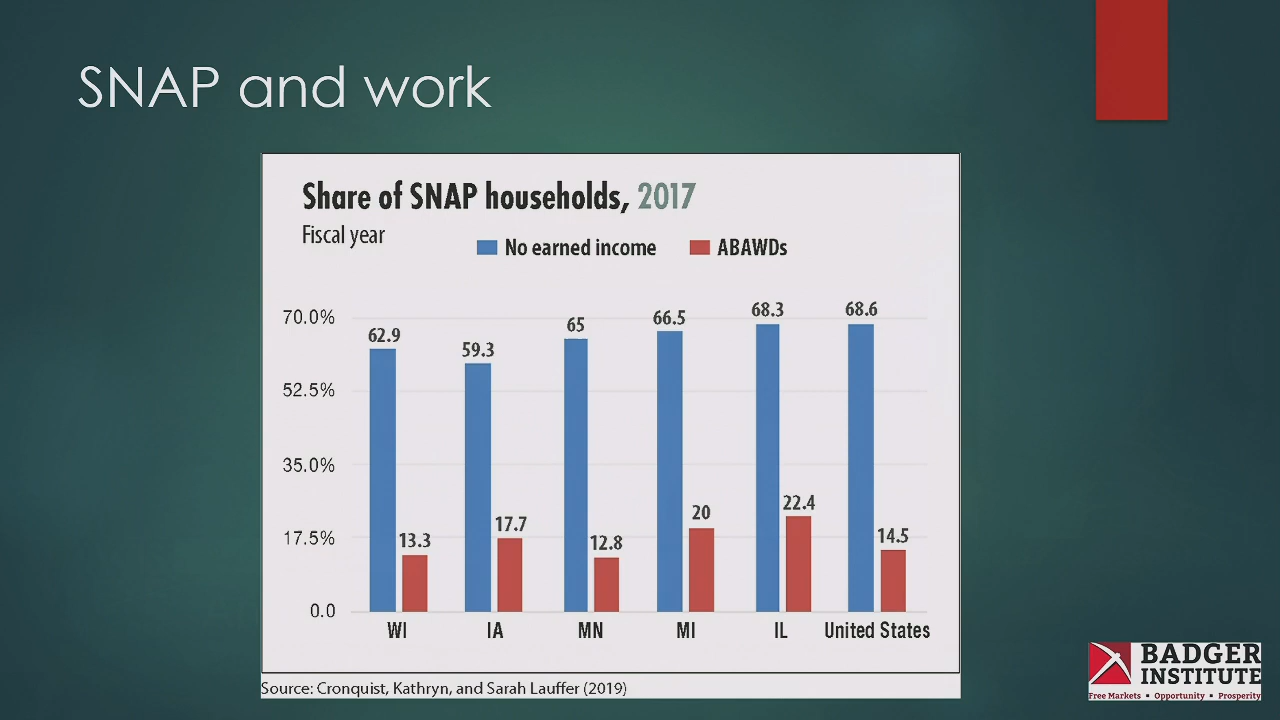 SNAP and work
Share of SNAP households, 2017
Fiscal year
No earned income ABAWDs
70.0%
52.5%
35.0%
17.5%
0.0
62.9 13.3
59.3 17.7
65 12.8
66.5 20
68.3 22.4
68.6 14.5
WI IA MN MI IL United States
Source: Cronquist, Kathryn, and Sarah Lauffer (2019)
BADGER
INSTITUTE
Free Markets • Opportunity • Prosperity